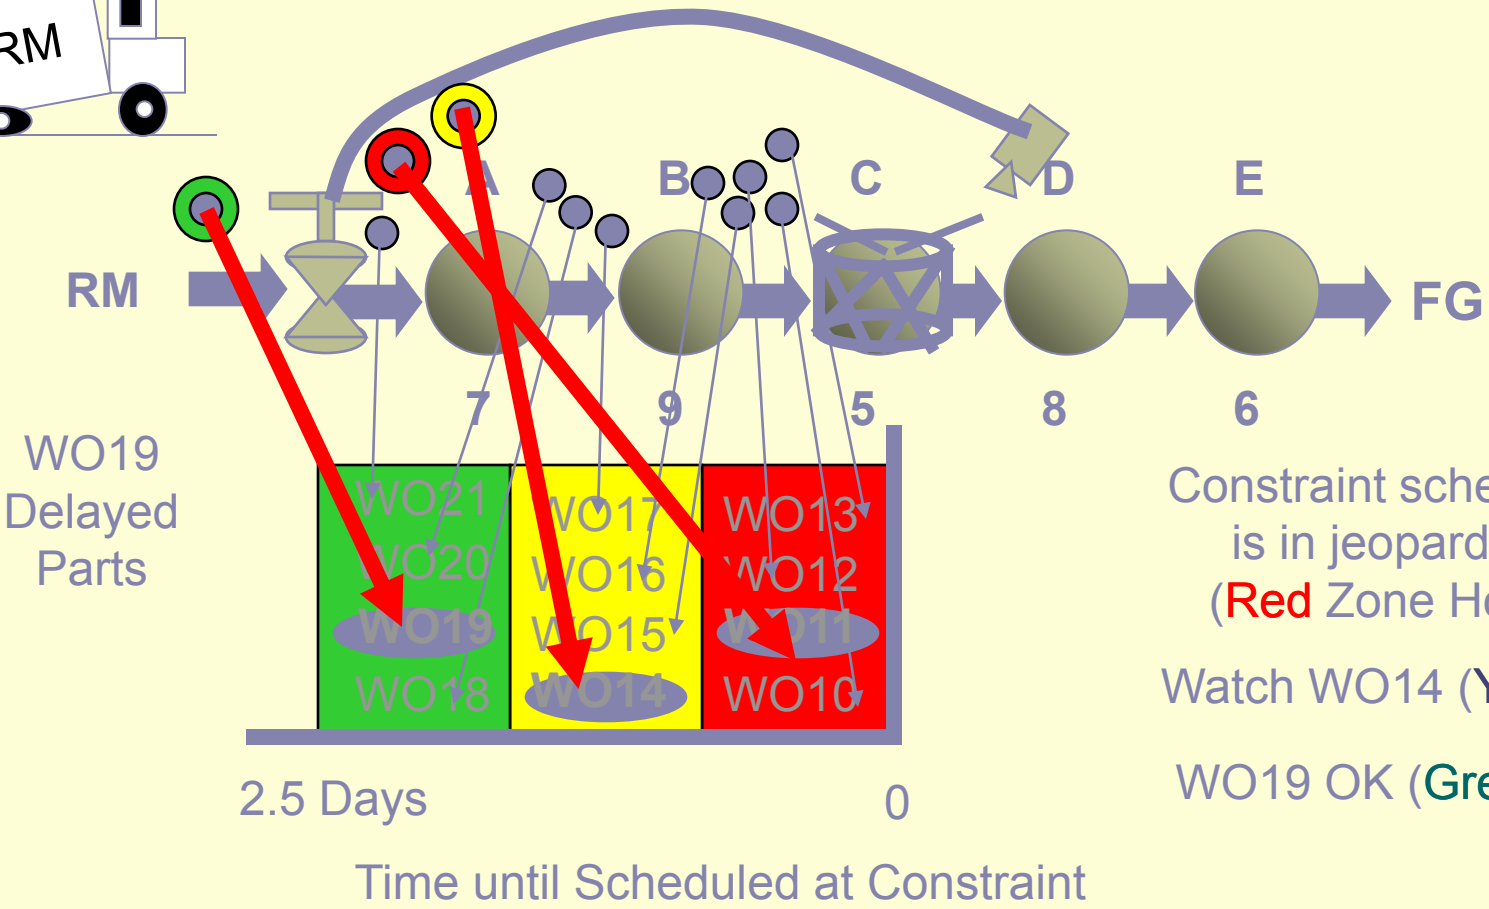 RM
A B C D E
RM
FG
7 9 5 8 6
WO19
Delayed
Parts
WO21
WO20
WO19
WO18
WO17
WO16
WO15
WO14
WO13
WO12
WO11
WO10
Constraint sche
is in jeopard
(Red Zone Ho
Watch WO14 (Y
WO19 OK (Gre
2.5 Days
0
Time until Scheduled at Constraint